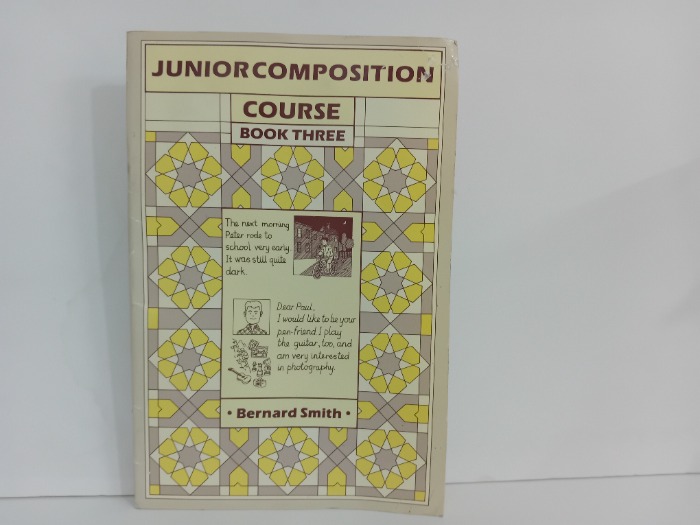 JUNIOR COMPOSITION
COURSE
BOOK THREE
The next morning
Peter rode to
school very early.
It was still quite
dark.
Dear Paul,
I would like to be your
pen-friend I play
the guitar, too, and
am very interested
in photography.
• Bernard Smith •